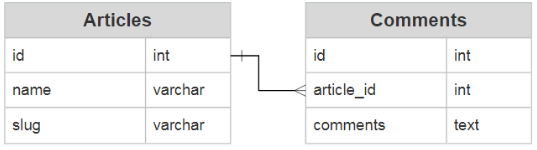 Articles
id int
name varchar
slug varchar
Comments
id int
article_id int
comments text